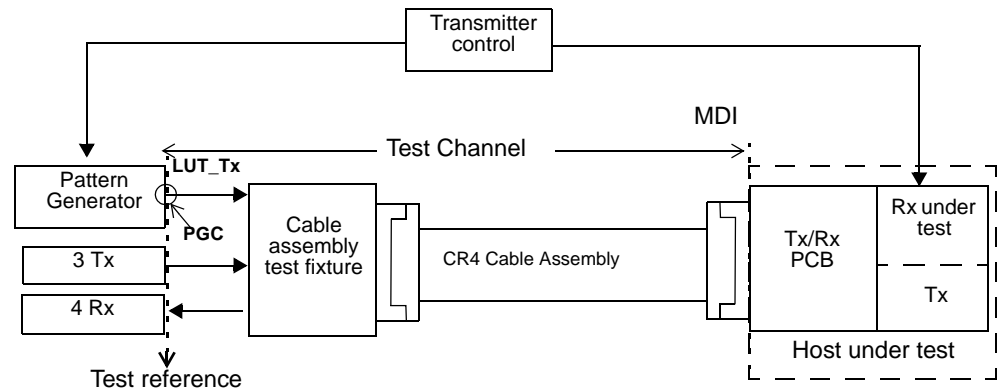 Transmitter
control
MDI
Test Channel
LUT_Tx
Pattern
Generator
PGC
Cable
assembly
test fixture
CR4 Cable Assembly
Tx/Rx
PCB
Rx under
test
Tx
3 Tx
4 Rx
Host under test
Test reference